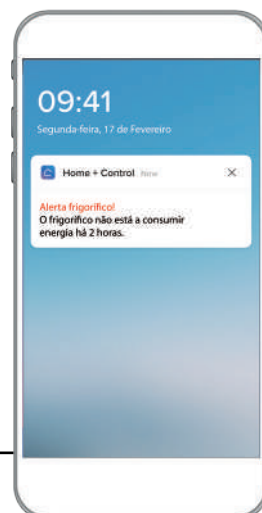 09:41
Segunda-feira, 17 de Fevereiro
Home + Control Now
Alerta frigorífico!
O frigorífico não está a consumir
energia há 2 horas.